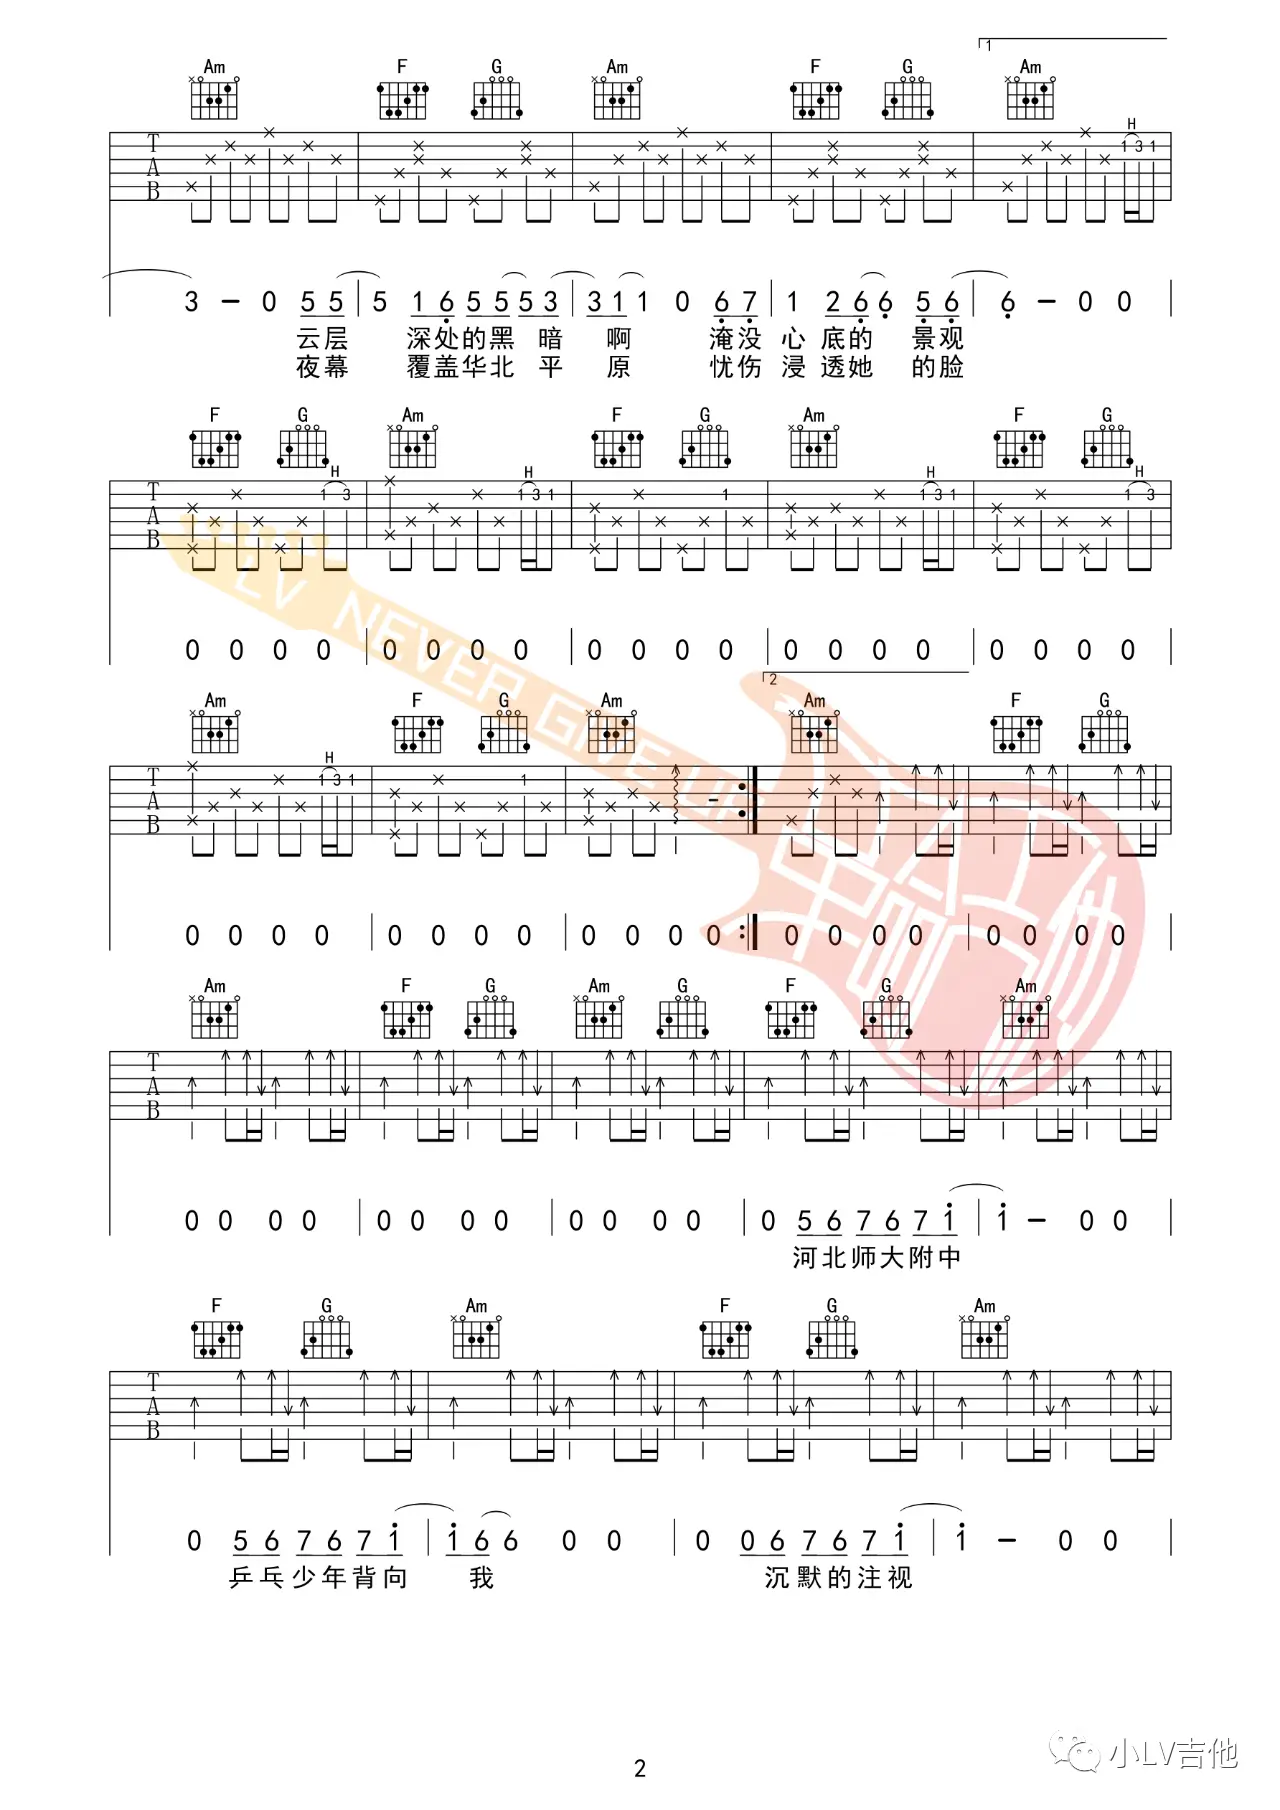 1
Am F G Am F G Am
H
T 1 3 1
A
B
3 – 0 5 5 5 1 6 5 5 5 5 3 3 1 1 0 6 7 1 2 6 6 5 6 6 – 0 0
云层 深处的黑 暗 啊 淹没 心 底的 景观
夜幕 覆盖华北 平 原 忧伤 浸 透她 的脸
F G Am F G Am F G
H H H H
T 1 3 1 3 1 1 1 3 1 1 3
A
B
0 0 0 0 0 0 0 0 0 0 0 0 0 0 0 0 0 0 0 0
LV NEVER GIVE UP
2
Am F G Am Am F G
H
T 1 3 1 1
A
B
0 0 0 0 0 0 0 0 0 0 0 0 0 0 0 0 0 0 0 0
Am F G Am G F G Am
T
A
B
0 0 0 0 0 0 0 0 0 0 0 0 0 5 6 7 6 7 1 1 – 0 0
河北师大附中
F G Am F G Am
T
A
B
0 5 6 7 6 7 1 1 6 6 0 0 0 0 6 7 6 7 1 1 – 0 0
乒乓少年背向 我 沉默的注视
小LV吉他
2